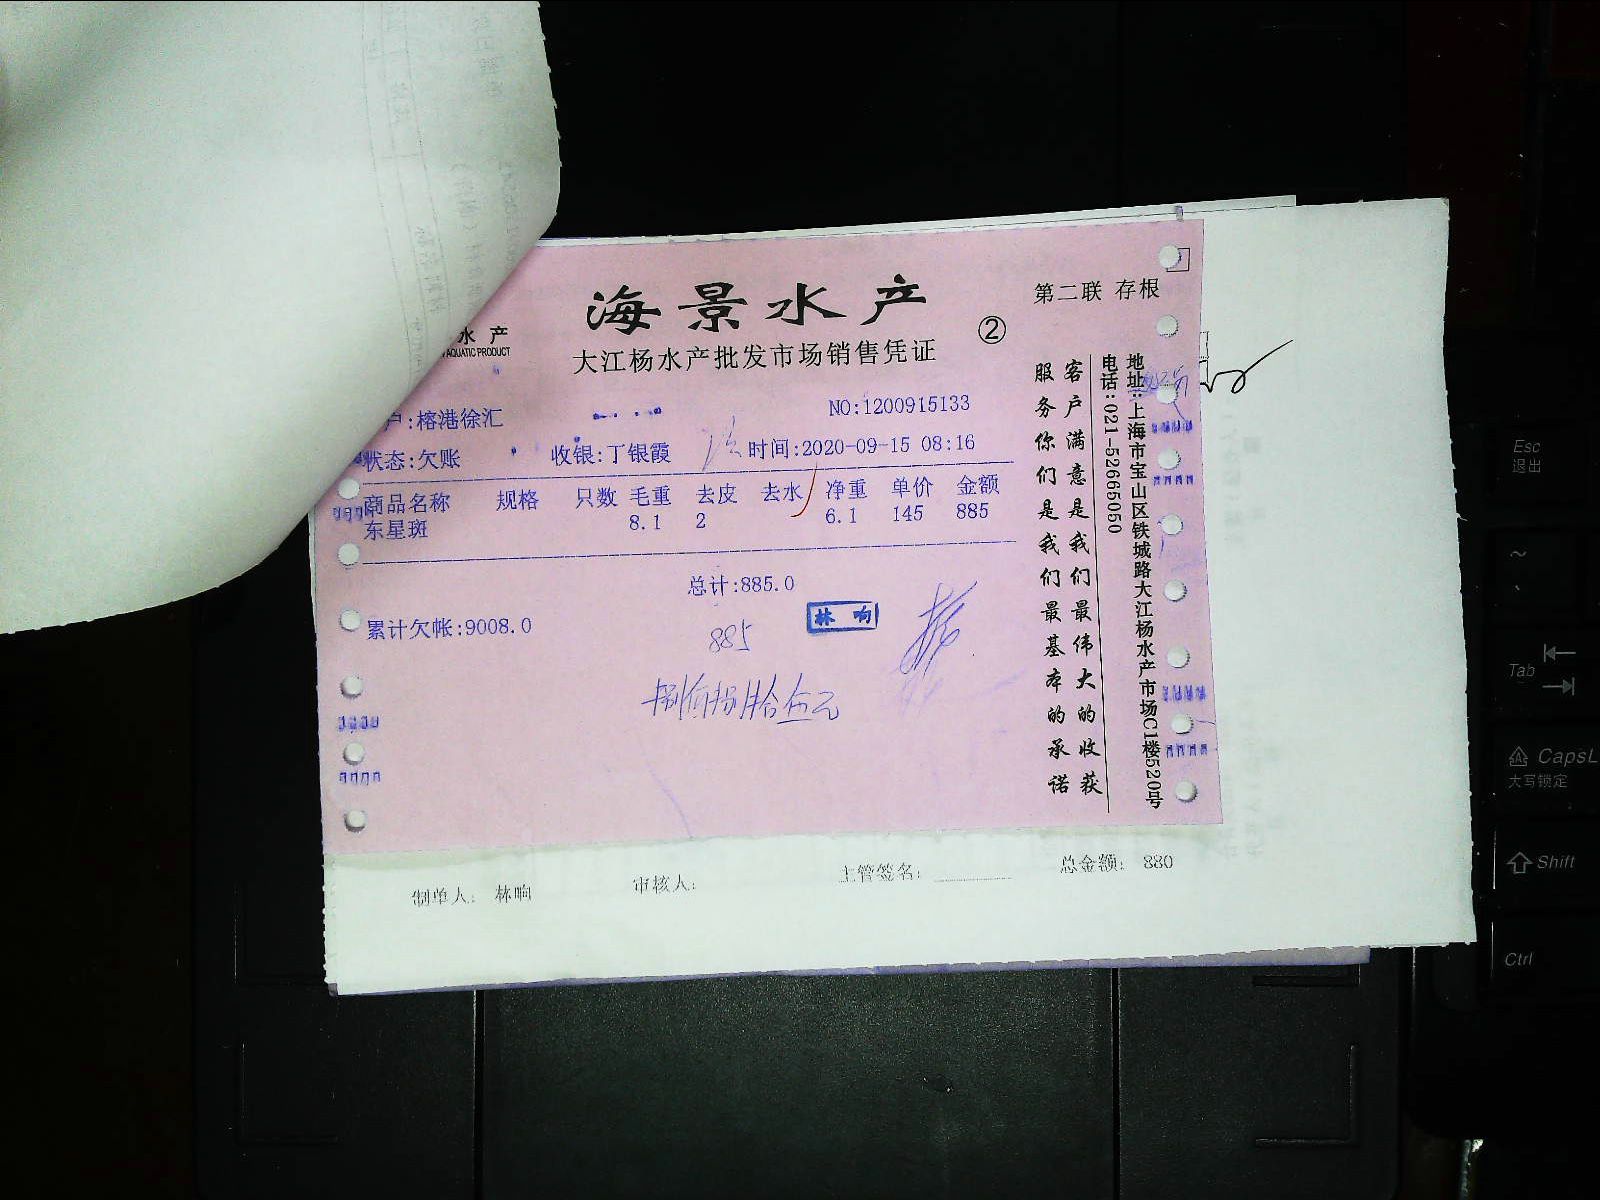 海景水产
第二联 存根
水产
AQUATIC PRODUCT
大江杨水产批发市场销售凭证
②
户:榕港徐汇
NO:1200915133
状态:欠账 收银:丁银霞 时间:2020-09-15 08:16
商品名称 规格 只数 毛重 去皮 去水 净重 单价 金额
东星斑 8.1 2 6.1 145 885
总计:885.0
累计欠帐:9008.0
林响
885
捌佰捌拾伍元
客户满意是我们最伟大的收获
服务你们是我们最基本的承诺
地址:上海市宝山区铁城路大江杨水产市场C1楼520号
电话:021-52665050
制单人: 林响 审核人: 主管签名: 总金额: 880
Esc
退出
~
Tab
CapsL
大写锁定
Shift
Ctrl